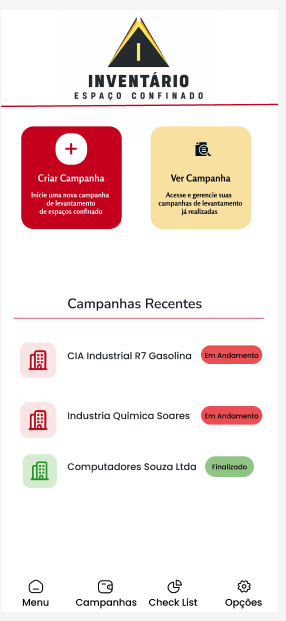 INVENTÁRIO
ESPAÇO CONFINADO
Criar Campanha
Inicie uma nova campanha
de levantamento
de espaços confinado
Ver Campanha
Acesse e gerencie suas
campanhas de levantamento
já realizadas
Campanhas Recentes
CIA Industrial R7 Gasolina
Em Andamento
Industria Quimica Soares
Em Andamento
Computadores Souza Ltda
Finalizado
Menu
Campanhas
Check List
Opções